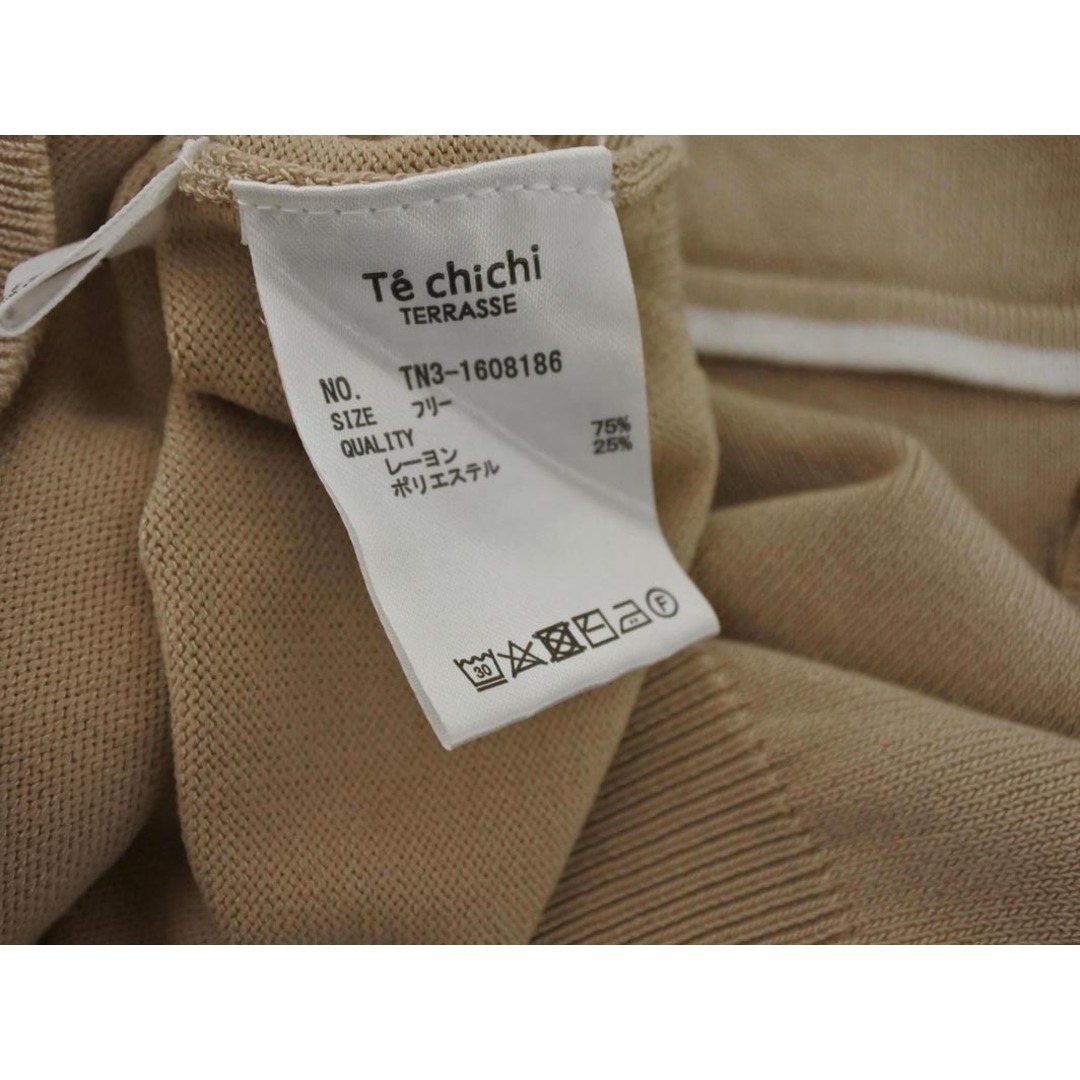 Té chichi
TERRASSE
NO. TN3-1608186
SIZE フリー
QUALITY
レーヨン 75%
ポリエステル 25%
30
F